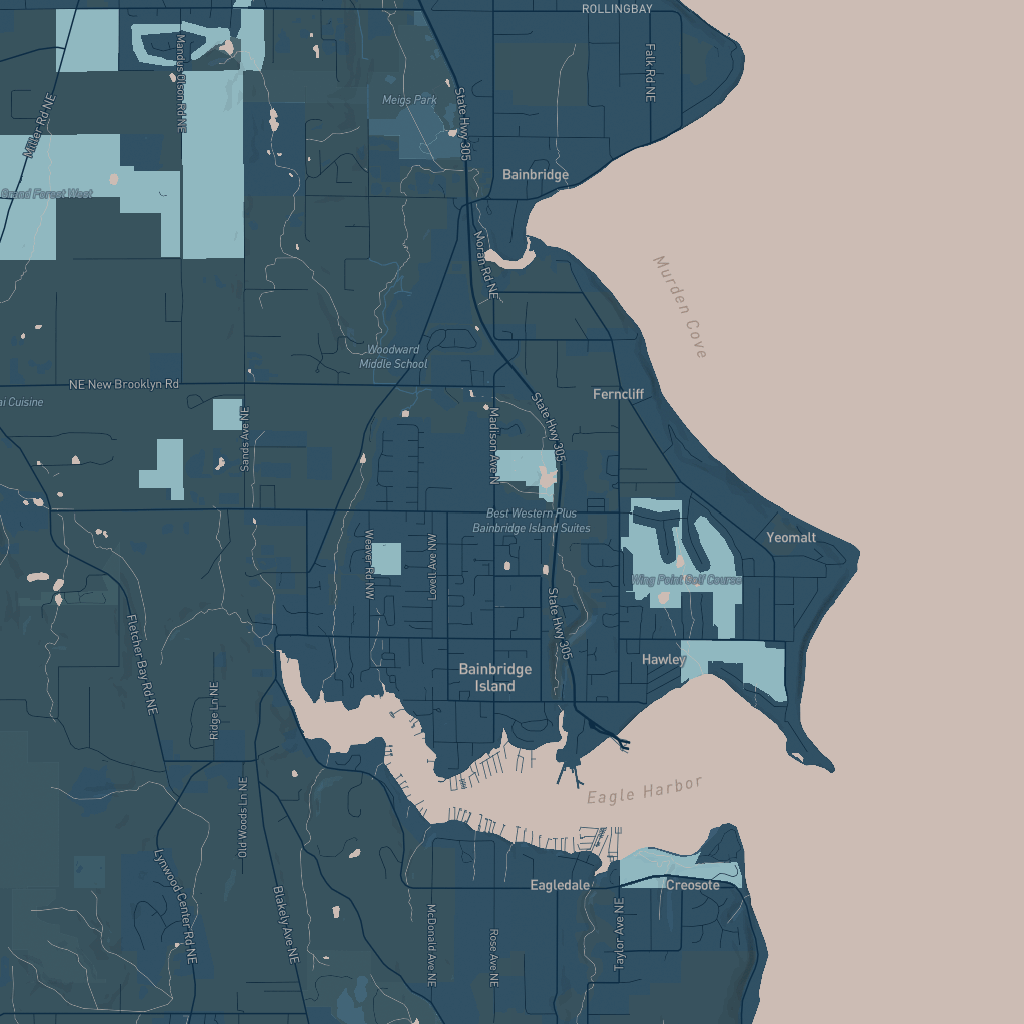 ROLLINGBAY
Mandus Olson Rd NE
Falk Rd NE
Meigs Park
State Hwy 305
Miller Rd NE
Bainbridge
Grand Forest West
Moran Rd NE
Murden Cove
Woodward
Middle School
NE New Brooklyn Rd
Ferncliff
ai Cuisine
State Hwy 305
Sands Ave NE
Madison Ave N
Best Western Plus
Bainbridge Island Suites
Yeomalt
Weaver Rd NW
Lovell Ave NW
Wing Point Golf Course
State Hwy 305
Fletcher Bay Rd NE
Hawley
Bainbridge
Island
Ridge Ln NE
Eagle Harbor
Old Woods Ln NE
Lynwood Center Rd NE
Eagledale
Creosote
Blakely Ave NE
McDonald Ave NE
Rose Ave NE
Taylor Ave NE